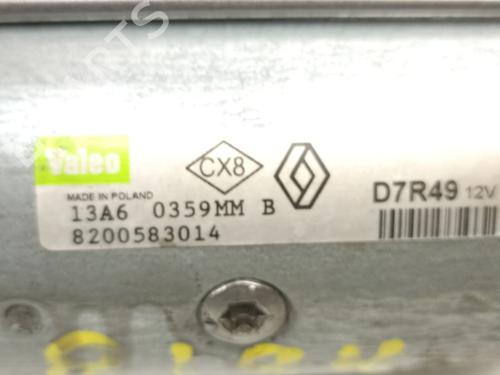 Valeo
CX8
MADE IN POLAND
D7R49 12V
13A6 0359MM B
8200583014